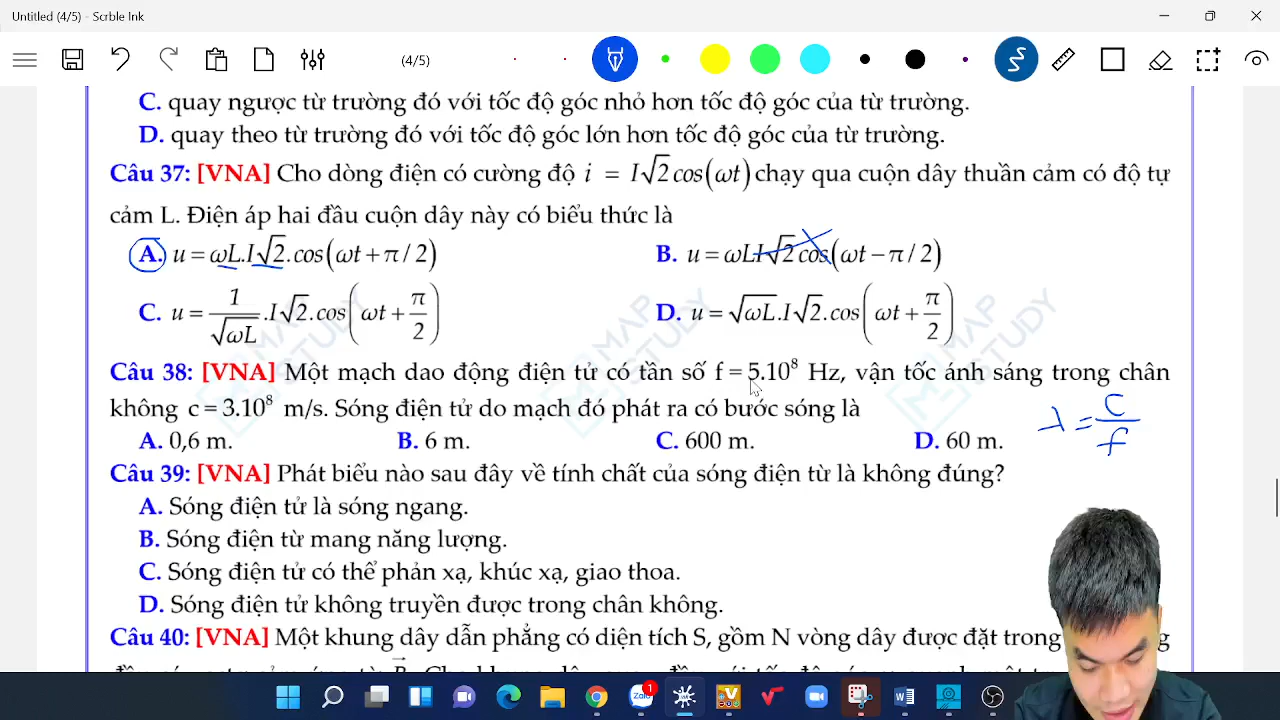 Untitled (4/5) - Scrble Ink
(4/5)
C. quay ngược từ trường đó với tốc độ góc nhỏ hơn tốc độ góc của từ trường.
D. quay theo từ trường đó với tốc độ góc lớn hơn tốc độ góc của từ trường.
Câu 37: [VNA] Cho dòng điện có cường độ i = I√2cos(ωt) chạy qua cuộn dây thuần cảm có độ tự
cảm L. Điện áp hai đầu cuộn dây này có biểu thức là
A. u = ωL.I√2.cos(ωt + π / 2)
B. u = ωLI√2 cos(ωt − π / 2)
C. u = 1/√ωL .I√2.cos(ωt + π/2)
D. u = √ωL.I√2.cos(ωt + π/2)
MAP STUDY
MAP STUDY
MAP STUDY
Câu 38: [VNA] Một mạch dao động điện tử có tần số f = 5.10⁸ Hz, vận tốc ánh sáng trong chân
không c = 3.10⁸ m/s. Sóng điện tử do mạch đó phát ra có bước sóng là
λ = c/f
A. 0,6 m. B. 6 m. C. 600 m. D. 60 m.
Câu 39: [VNA] Phát biểu nào sau đây về tính chất của sóng điện từ là không đúng?
A. Sóng điện tử là sóng ngang.
B. Sóng điện từ mang năng lượng.
C. Sóng điện tử có thể phản xạ, khúc xạ, giao thoa.
D. Sóng điện tử không truyền được trong chân không.
Câu 40: [VNA] Một khung dây dẫn phẳng có diện tích S, gồm N vòng dây được đặt trong
Zalo
1